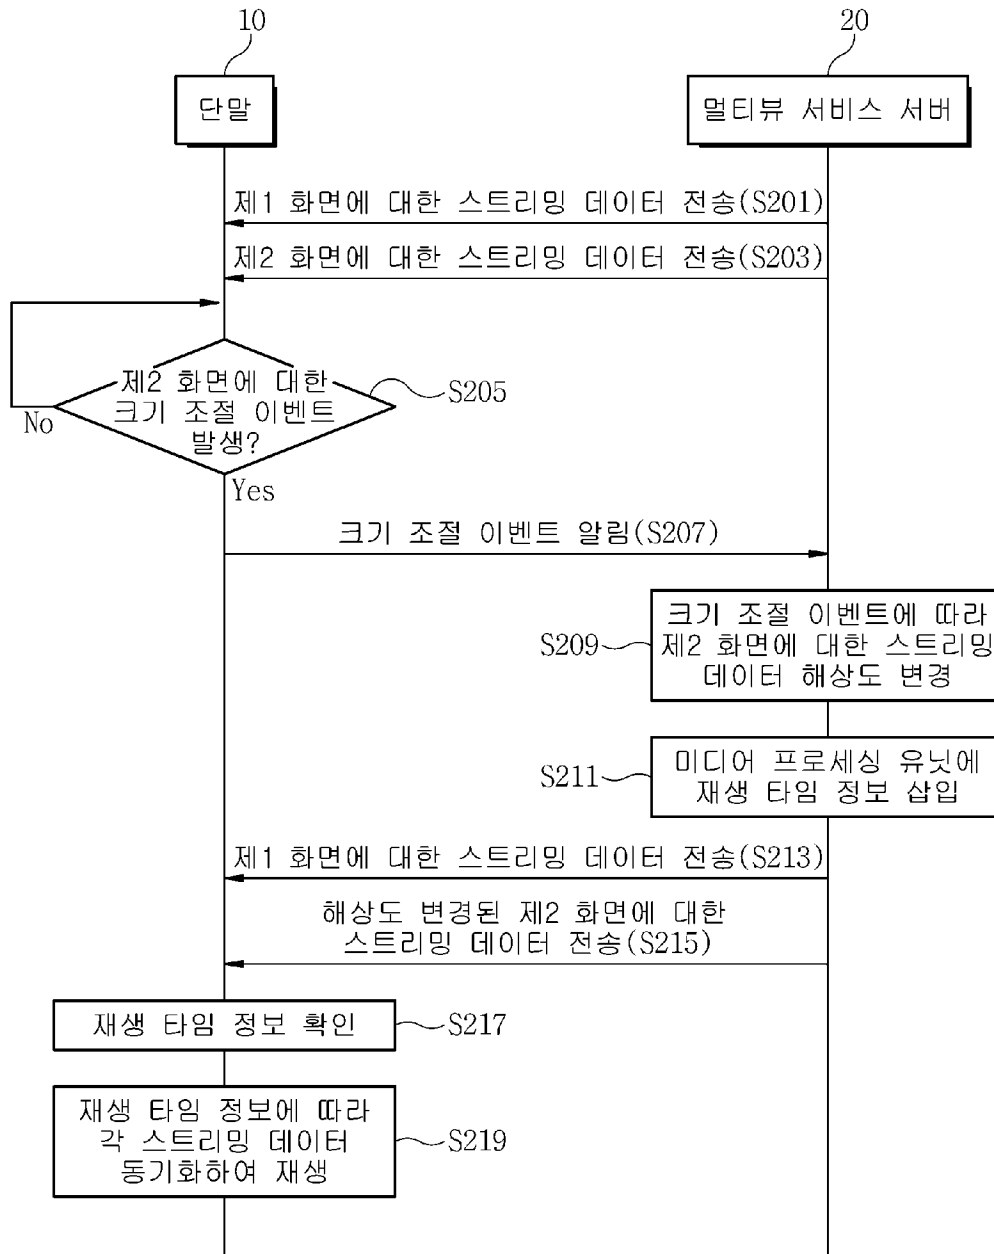 10
20
단말
멀티뷰 서비스 서버
제1 화면에 대한 스트리밍 데이터 전송(S201)
제2 화면에 대한 스트리밍 데이터 전송(S203)
제2 화면에 대한
크기 조절 이벤트
발생?
S205
No
Yes
크기 조절 이벤트 알림(S207)
크기 조절 이벤트에 따라
제2 화면에 대한 스트리밍
데이터 해상도 변경
S209
미디어 프로세싱 유닛에
재생 타임 정보 삽입
S211
제1 화면에 대한 스트리밍 데이터 전송(S213)
해상도 변경된 제2 화면에 대한
스트리밍 데이터 전송(S215)
재생 타임 정보 확인
S217
재생 타임 정보에 따라
각 스트리밍 데이터
동기화하여 재생
S219